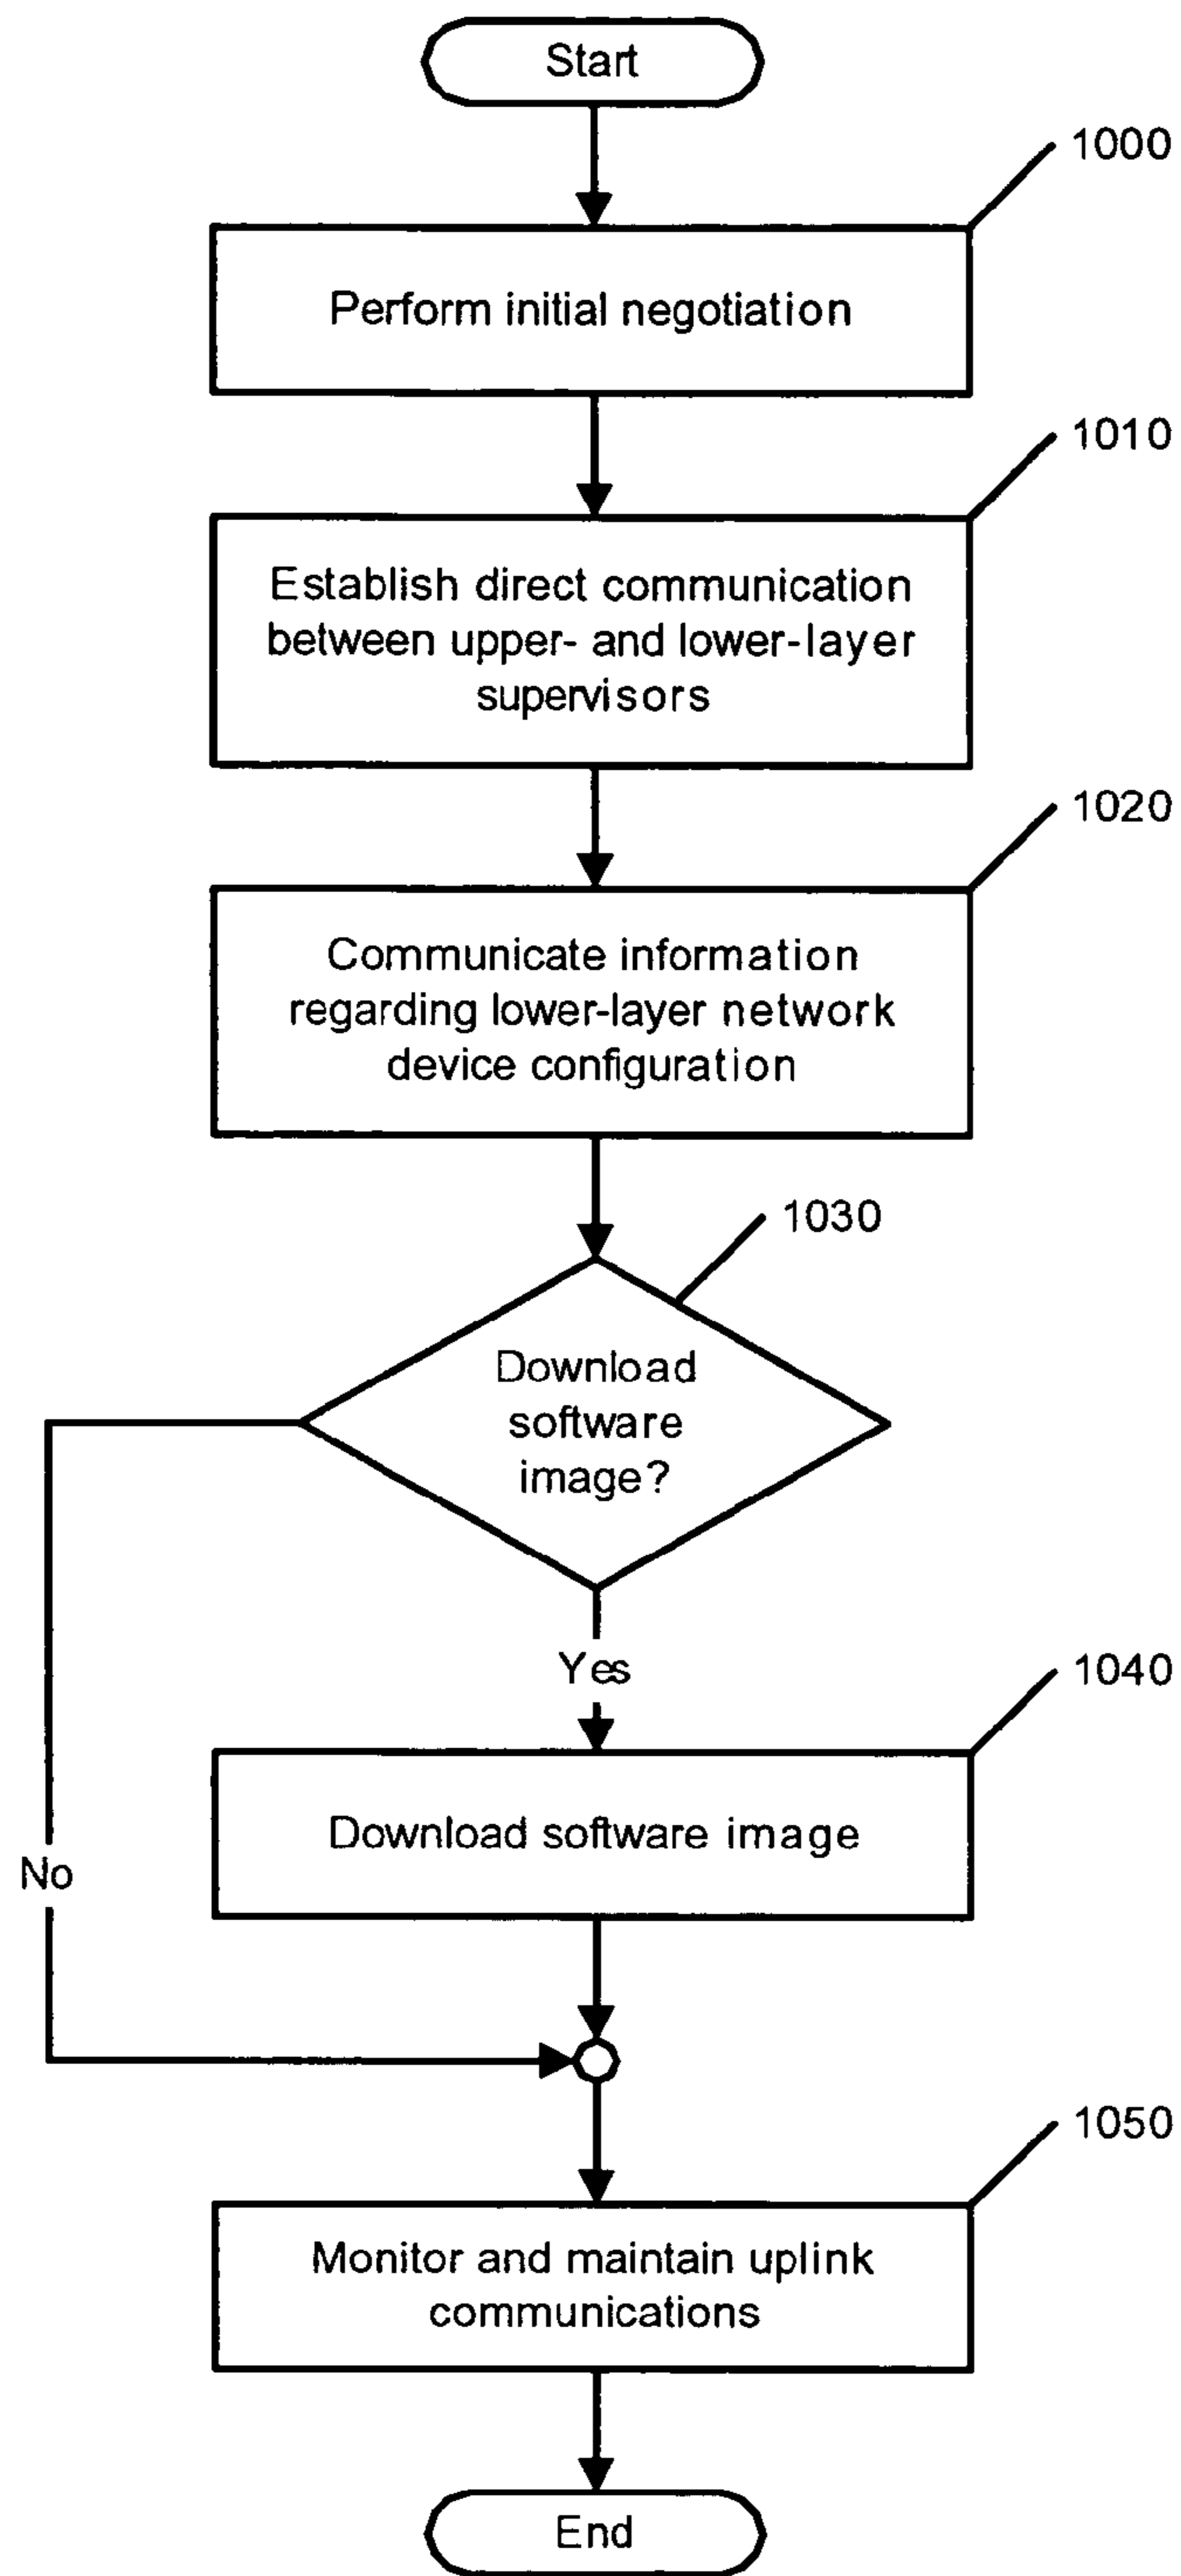 Start
1000
Perform initial negotiation
1010
Establish direct communication
between upper- and lower-layer
supervisors
1020
Communicate information
regarding lower-layer network
device configuration
1030
Download
software
image?
Yes
1040
Download software image
No
1050
Monitor and maintain uplink
communications
End